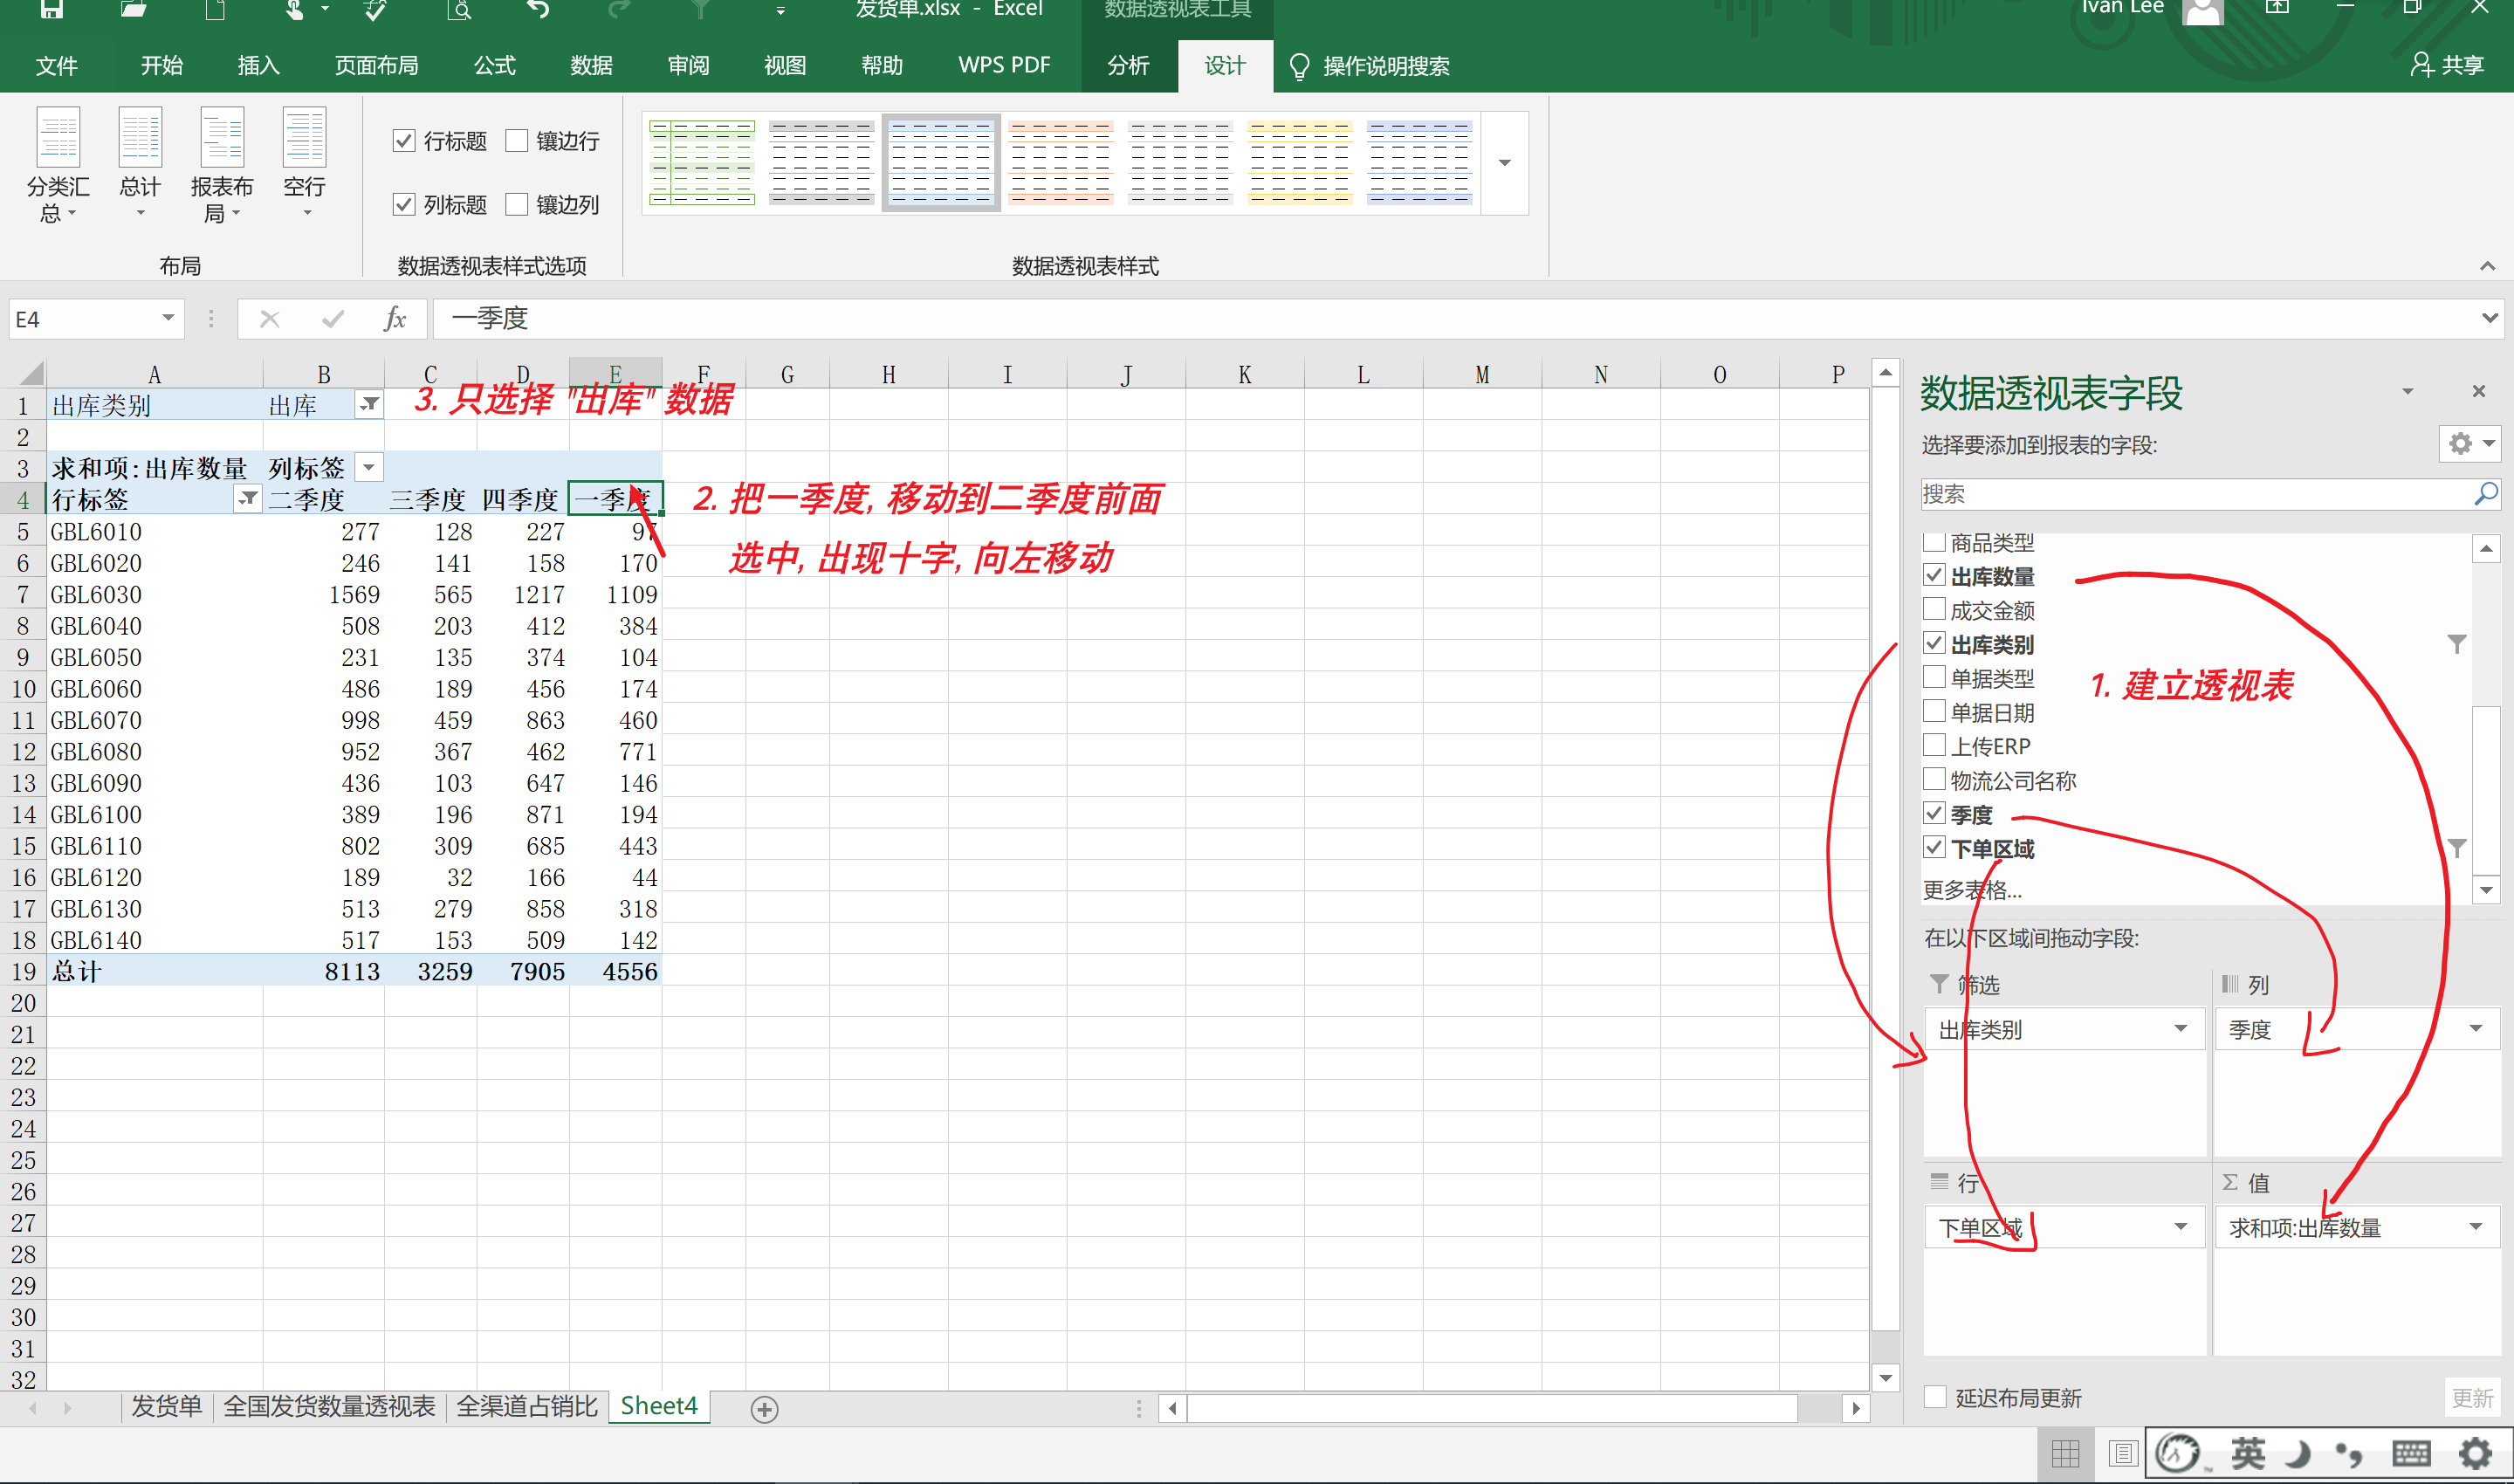 发货单.xlsx - Excel
数据透视表工具
Ivan Lee
文件 开始 插入 页面布局 公式 数据 审阅 视图 帮助 WPS PDF 分析 设计 操作说明搜索 共享
分类汇总 总计 报表布局 空行
行标题 镶边行
列标题 镶边列
布局 数据透视表样式选项 数据透视表样式
E4 fx 一季度
A B C D E F G H I J K L M N O P
1 出库类别 出库
3. 只选择 "出库" 数据
2
3 求和项:出库数量 列标签
4 行标签 二季度 三季度 四季度 一季度
2. 把一季度, 移动到二季度前面
选中, 出现十字, 向左移动
5 GBL6010 277 128 227 97
6 GBL6020 246 141 158 170
7 GBL6030 1569 565 1217 1109
8 GBL6040 508 203 412 384
9 GBL6050 231 135 374 104
10 GBL6060 486 189 456 174
11 GBL6070 998 459 863 460
12 GBL6080 952 367 462 771
13 GBL6090 436 103 647 146
14 GBL6100 389 196 871 194
15 GBL6110 802 309 685 443
16 GBL6120 189 32 166 44
17 GBL6130 513 279 858 318
18 GBL6140 517 153 509 142
19 总计 8113 3259 7905 4556
20
21
22
23
24
25
26
27
28
29
30
31
32
发货单 全国发货数量透视表 全渠道占销比 Sheet4
数据透视表字段
选择要添加到报表的字段:
搜索
商品类型
出库数量
成交金额
出库类别
单据类型
1. 建立透视表
单据日期
上传ERP
物流公司名称
季度
下单区域
更多表格...
在以下区域间拖动字段:
筛选 列
出库类别 季度
行 Σ 值
下单区域 求和项:出库数量
延迟布局更新 更新
英